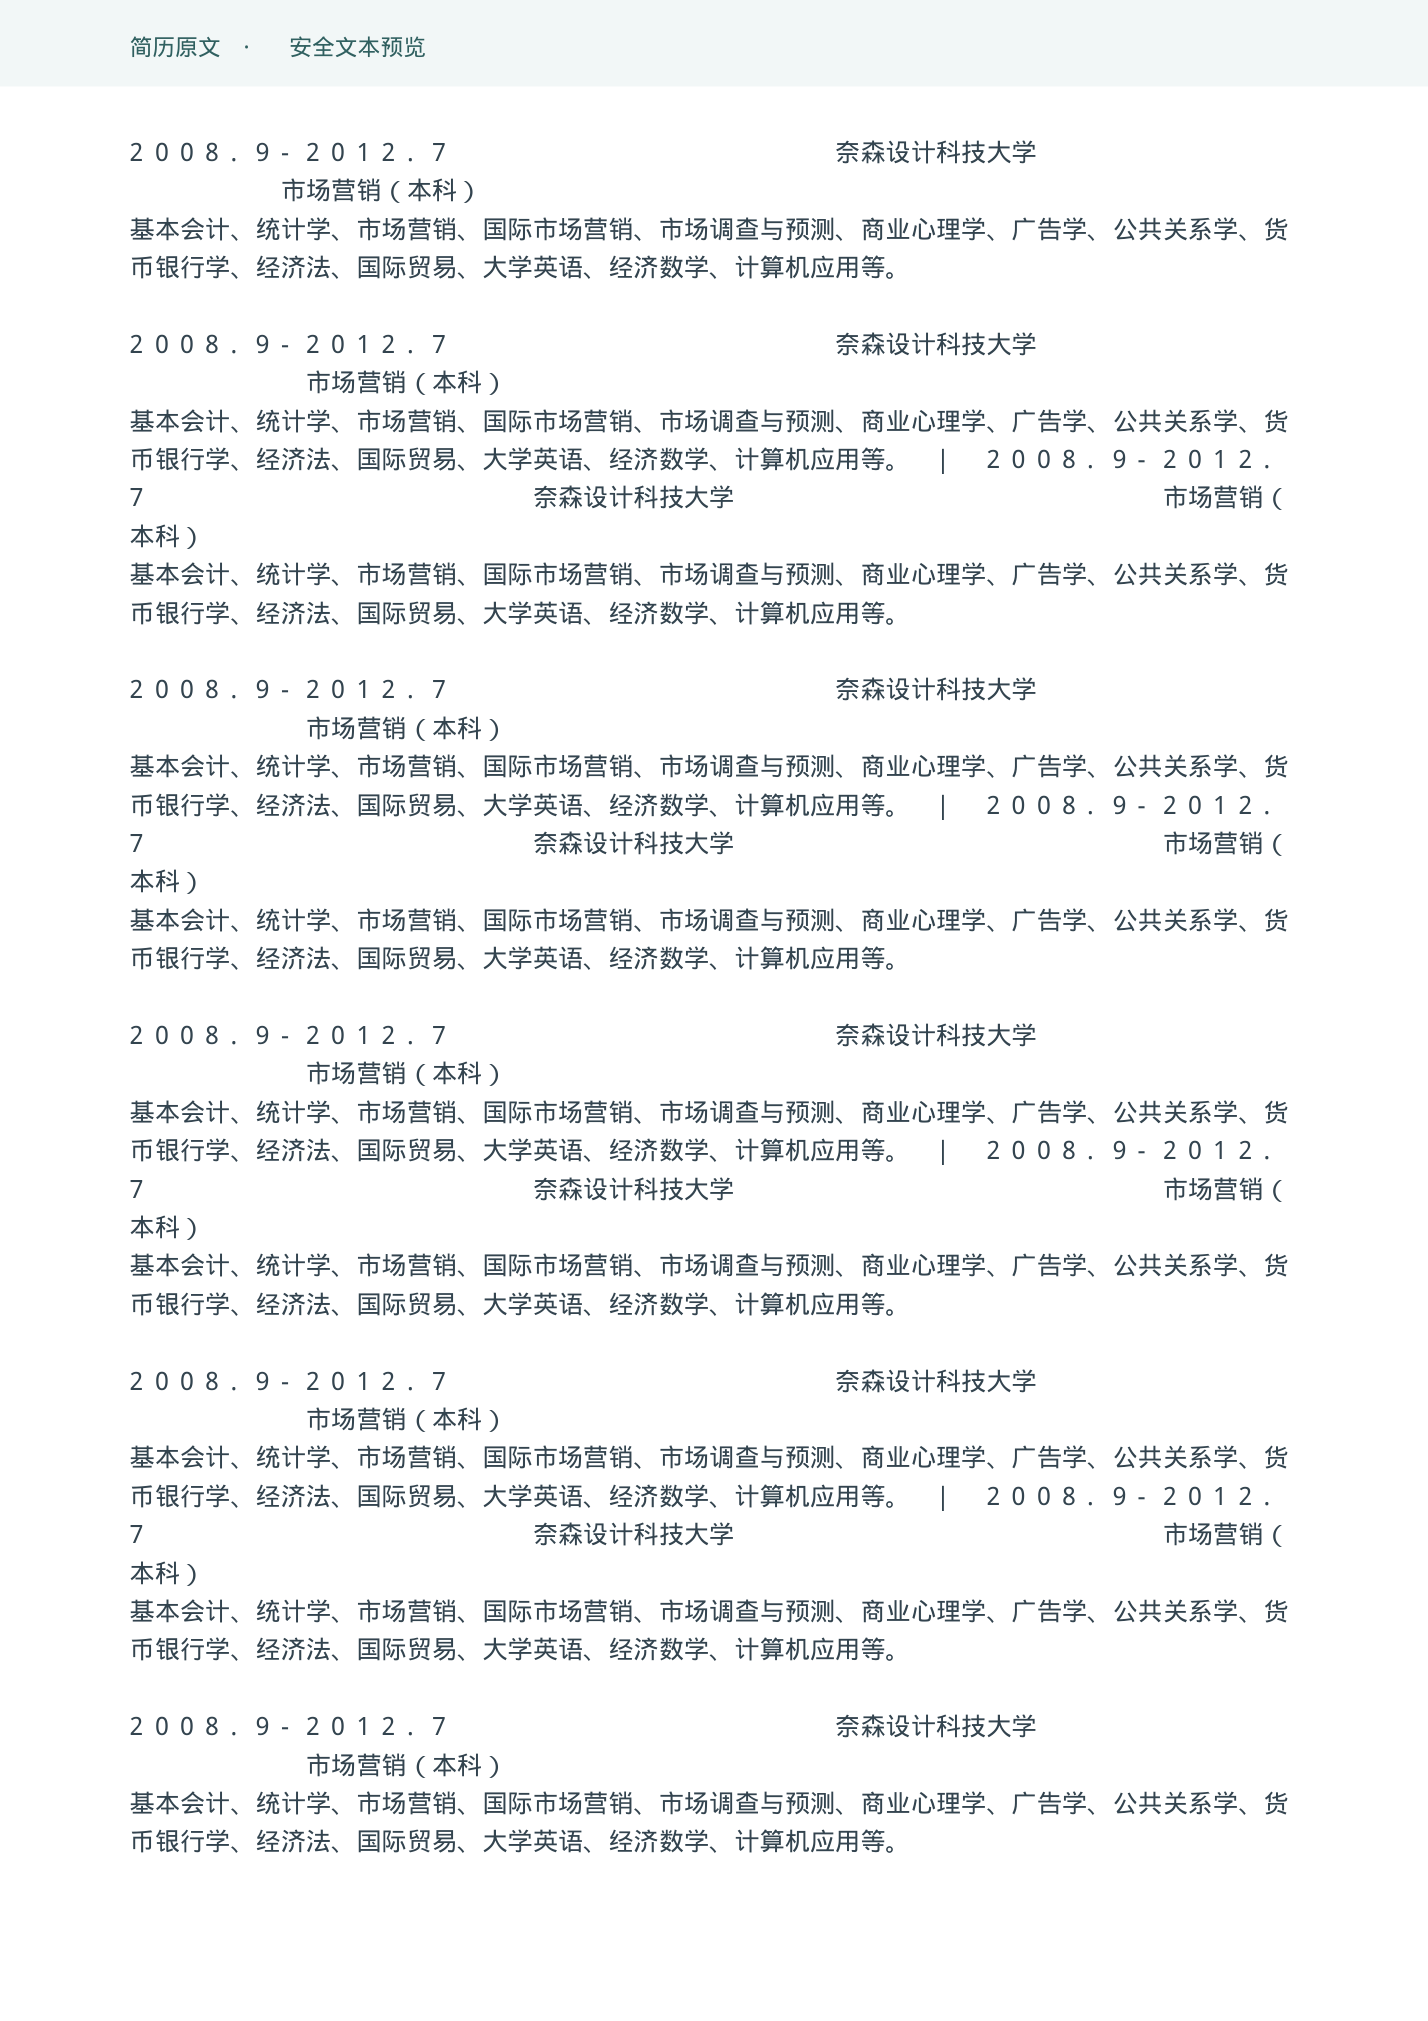 简历原文 · 安全文本预览
2008.9-2012.7 奈森设计科技大学
市场营销(本科)
基本会计、统计学、市场营销、国际市场营销、市场调查与预测、商业心理学、广告学、公共关系学、货
币银行学、经济法、国际贸易、大学英语、经济数学、计算机应用等。
2008.9-2012.7 奈森设计科技大学
市场营销(本科)
基本会计、统计学、市场营销、国际市场营销、市场调查与预测、商业心理学、广告学、公共关系学、货
币银行学、经济法、国际贸易、大学英语、经济数学、计算机应用等。 | 2008.9-2012.
7 奈森设计科技大学 市场营销(
本科)
基本会计、统计学、市场营销、国际市场营销、市场调查与预测、商业心理学、广告学、公共关系学、货
币银行学、经济法、国际贸易、大学英语、经济数学、计算机应用等。
2008.9-2012.7 奈森设计科技大学
市场营销(本科)
基本会计、统计学、市场营销、国际市场营销、市场调查与预测、商业心理学、广告学、公共关系学、货
币银行学、经济法、国际贸易、大学英语、经济数学、计算机应用等。 | 2008.9-2012.
7 奈森设计科技大学 市场营销(
本科)
基本会计、统计学、市场营销、国际市场营销、市场调查与预测、商业心理学、广告学、公共关系学、货
币银行学、经济法、国际贸易、大学英语、经济数学、计算机应用等。
2008.9-2012.7 奈森设计科技大学
市场营销(本科)
基本会计、统计学、市场营销、国际市场营销、市场调查与预测、商业心理学、广告学、公共关系学、货
币银行学、经济法、国际贸易、大学英语、经济数学、计算机应用等。 | 2008.9-2012.
7 奈森设计科技大学 市场营销(
本科)
基本会计、统计学、市场营销、国际市场营销、市场调查与预测、商业心理学、广告学、公共关系学、货
币银行学、经济法、国际贸易、大学英语、经济数学、计算机应用等。
2008.9-2012.7 奈森设计科技大学
市场营销(本科)
基本会计、统计学、市场营销、国际市场营销、市场调查与预测、商业心理学、广告学、公共关系学、货
币银行学、经济法、国际贸易、大学英语、经济数学、计算机应用等。 | 2008.9-2012.
7 奈森设计科技大学 市场营销(
本科)
基本会计、统计学、市场营销、国际市场营销、市场调查与预测、商业心理学、广告学、公共关系学、货
币银行学、经济法、国际贸易、大学英语、经济数学、计算机应用等。
2008.9-2012.7 奈森设计科技大学
市场营销(本科)
基本会计、统计学、市场营销、国际市场营销、市场调查与预测、商业心理学、广告学、公共关系学、货
币银行学、经济法、国际贸易、大学英语、经济数学、计算机应用等。